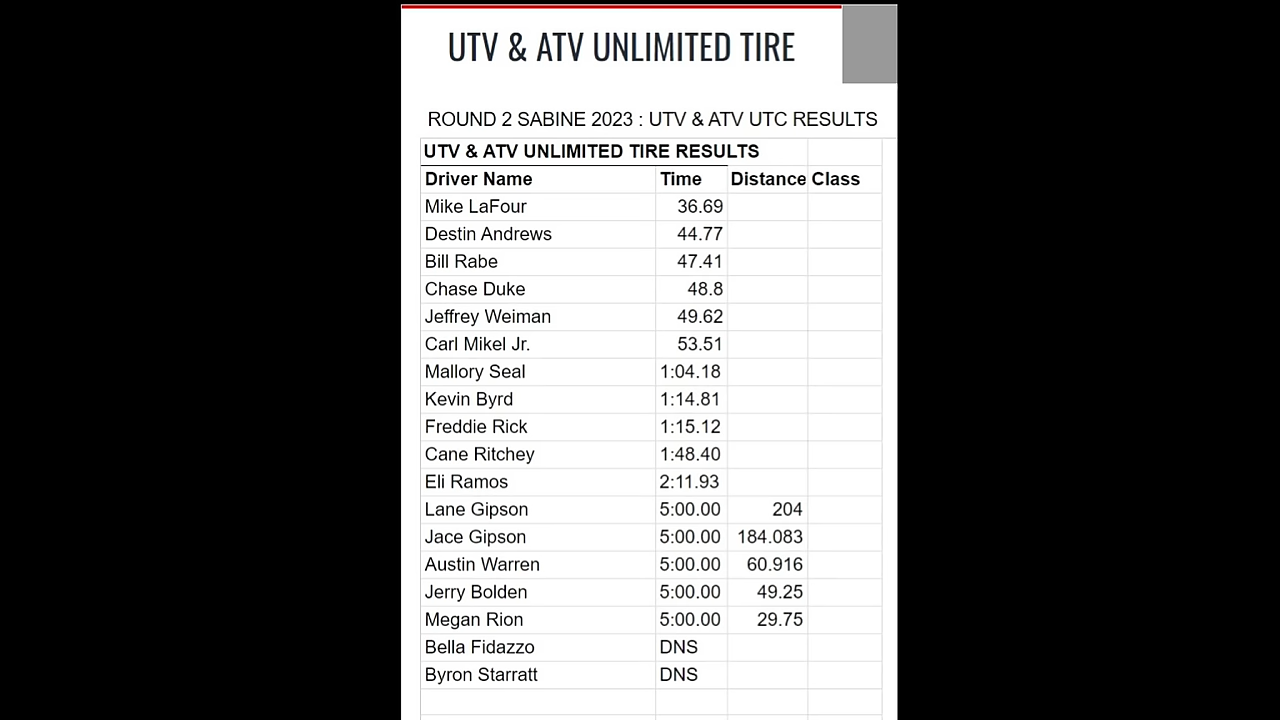 UTV & ATV UNLIMITED TIRE
ROUND 2 SABINE 2023 : UTV & ATV UTC RESULTS
UTV & ATV UNLIMITED TIRE RESULTS
Driver Name Time Distance Class
Mike LaFour 36.69
Destin Andrews 44.77
Bill Rabe 47.41
Chase Duke 48.8
Jeffrey Weiman 49.62
Carl Mikel Jr. 53.51
Mallory Seal 1:04.18
Kevin Byrd 1:14.81
Freddie Rick 1:15.12
Cane Ritchey 1:48.40
Eli Ramos 2:11.93
Lane Gipson 5:00.00 204
Jace Gipson 5:00.00 184.083
Austin Warren 5:00.00 60.916
Jerry Bolden 5:00.00 49.25
Megan Rion 5:00.00 29.75
Bella Fidazzo DNS
Byron Starratt DNS